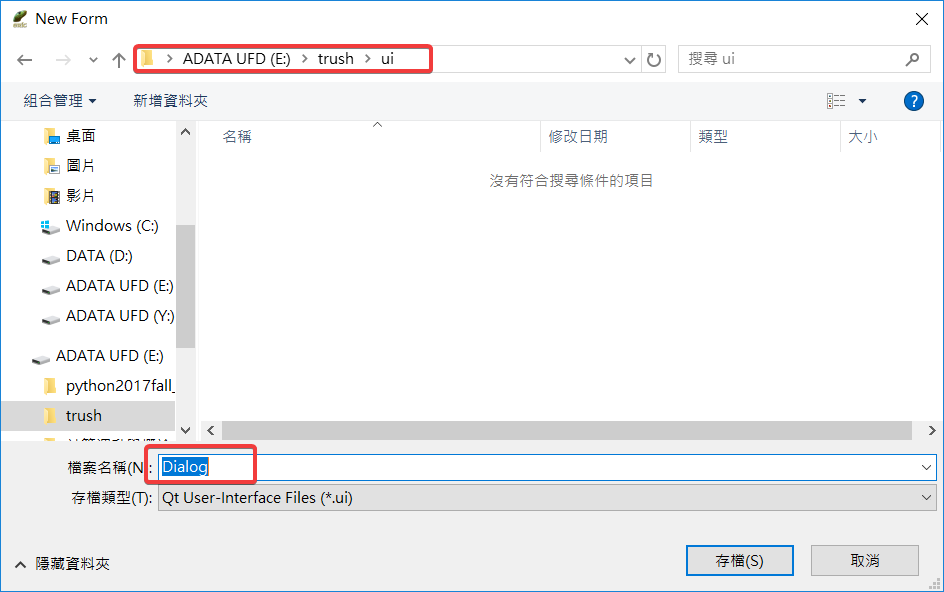 New Form
ADATA UFD (E:) > trush > ui
搜尋 ui
組合管理 新增資料夾
名稱 修改日期 類型 大小
沒有符合搜尋條件的項目
桌面
圖片
影片
Windows (C:)
DATA (D:)
ADATA UFD (E:)
ADATA UFD (Y:)
ADATA UFD (E:)
python2017fall_
trush
檔案名稱(N): Dialog
存檔類型(T): Qt User-Interface Files (*.ui)
隱藏資料夾 存檔(S) 取消